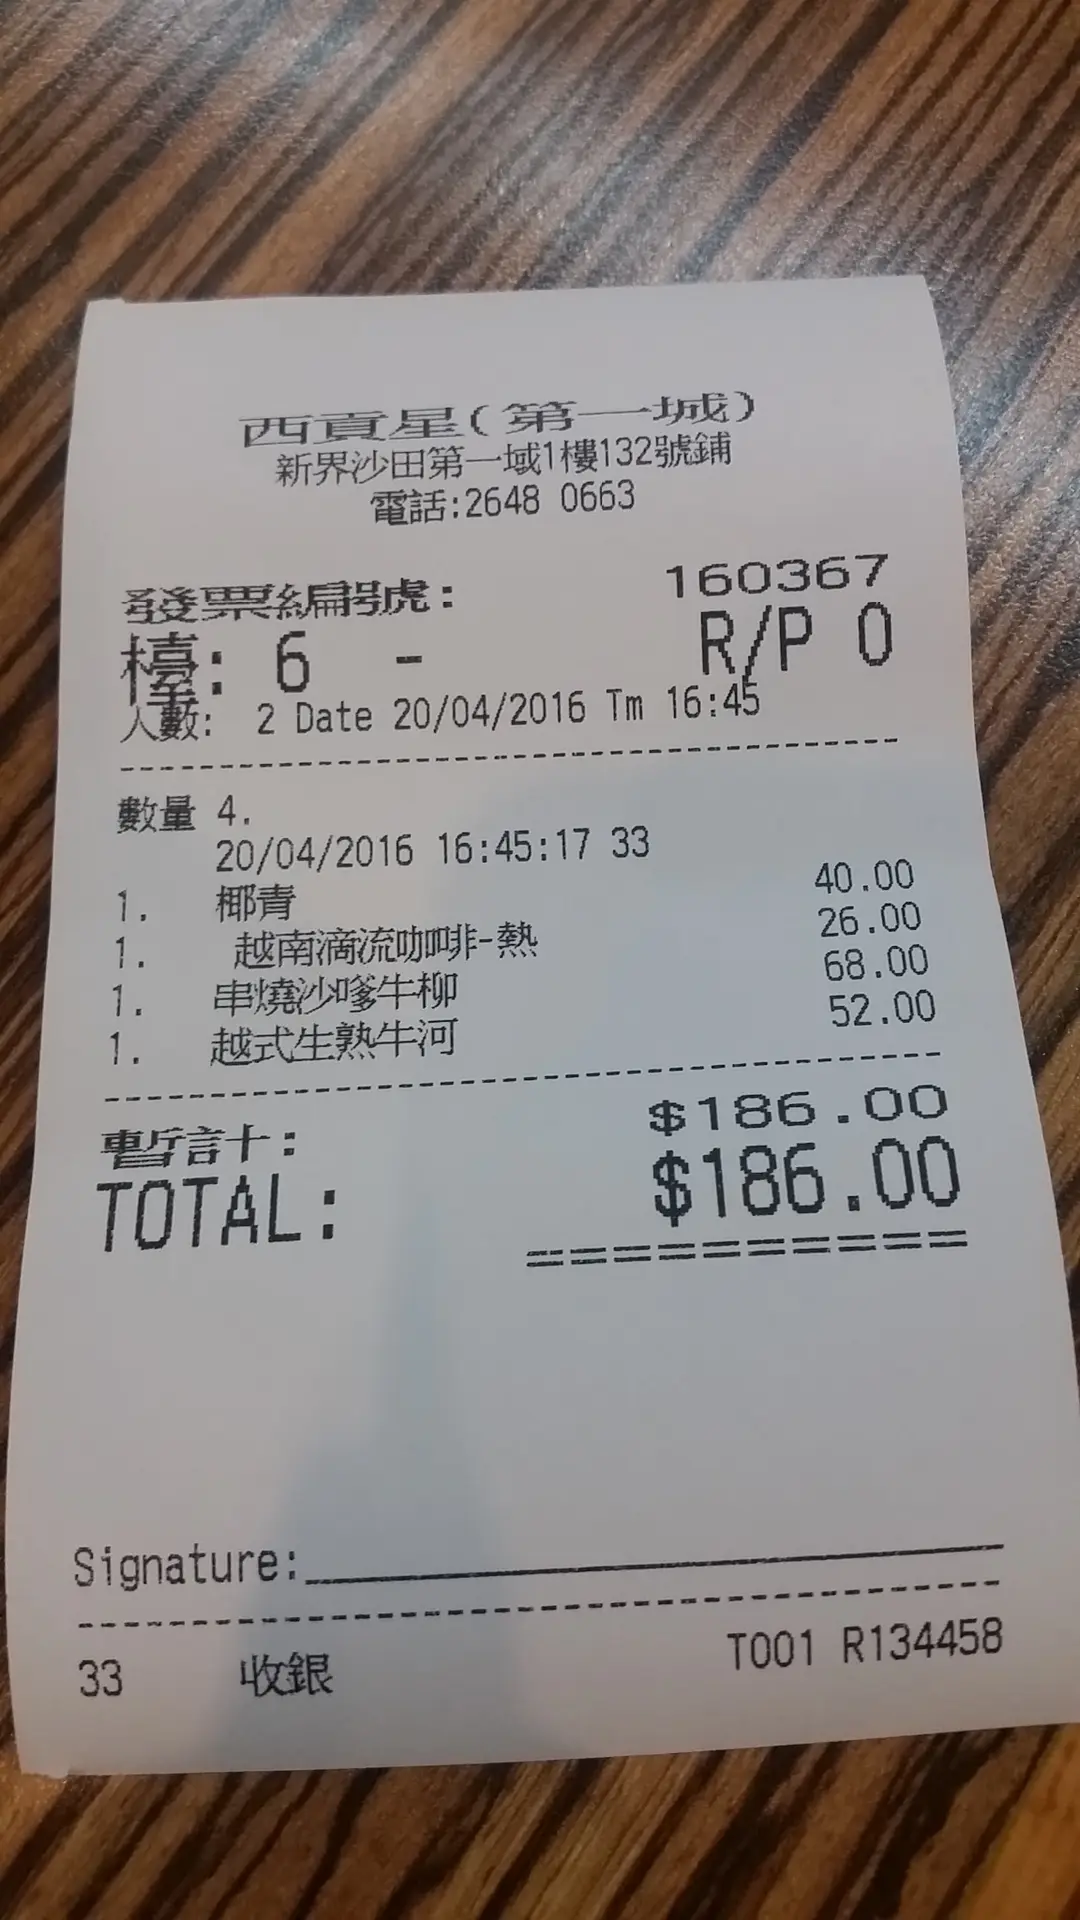 西貢星(第一城)
新界沙田第一城1樓132號鋪
電話:2648 0663
發票編號: 160367
檯: 6 - R/P 0
人數: 2 Date 20/04/2016 Tm 16:45
數量 4.
20/04/2016 16:45:17 33
1. 椰青 40.00
1. 越南滴流咖啡-熱 26.00
1. 串燒沙嗲牛柳 68.00
1. 越式生熟牛河 52.00
暫計: $186.00
TOTAL: $186.00
==========
Signature:
33 收銀 T001 R134458